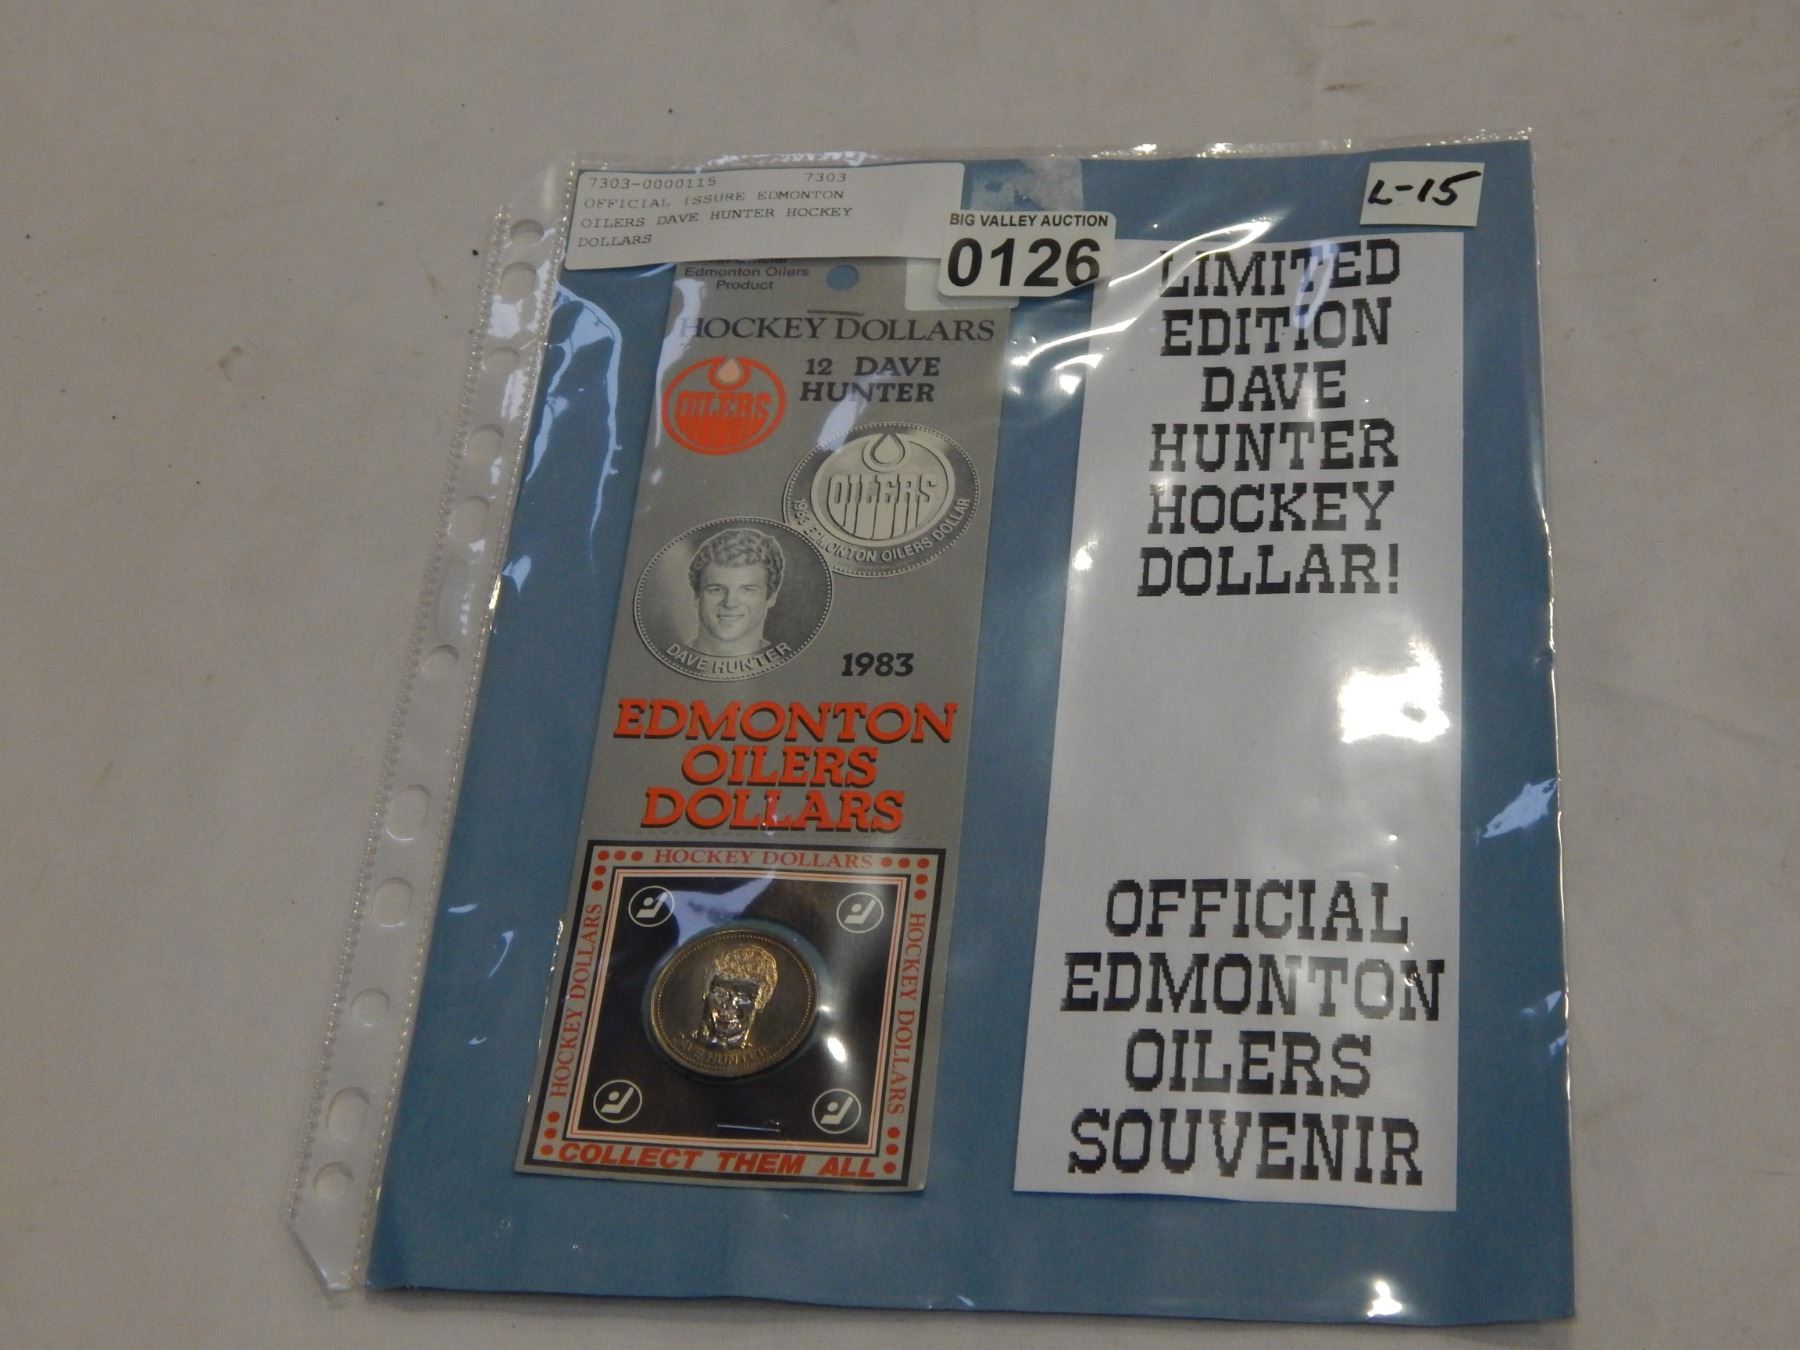 7303-0000115 7303
OFFICIAL ISSURE EDMONTON
OILERS DAVE HUNTER HOCKEY
DOLLARS
BIG VALLEY AUCTION
0126
L-15
Edmonton Oilers
Product
HOCKEY DOLLARS
12 DAVE
HUNTER
OILERS
OILERS
1983 EDMONTON OILERS DOLLAR
DAVE HUNTER
1983
EDMONTON
OILERS
DOLLARS
HOCKEY DOLLARS
HOCKEY DOLLARS
HOCKEY DOLLARS
DAVE HUNTER
COLLECT THEM ALL
LIMITED
EDITION
DAVE
HUNTER
HOCKEY
DOLLAR!
OFFICIAL
EDMONTON
OILERS
SOUVENIR